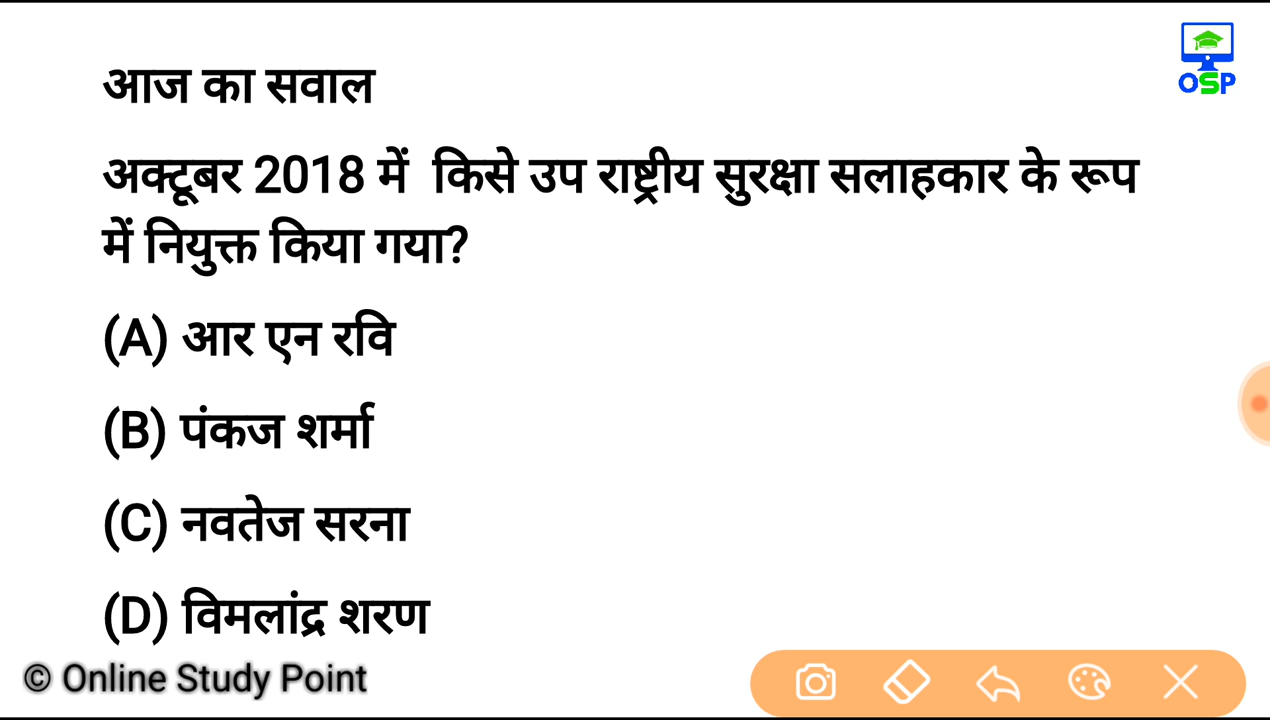 OSP
आज का सवाल
अक्टूबर 2018 में किसे उप राष्ट्रीय सुरक्षा सलाहकार के रूप
में नियुक्त किया गया?
(A) आर एन रवि
(B) पंकज शर्मा
(C) नवतेज सरना
(D) विमलांद्र शरण
© Online Study Point